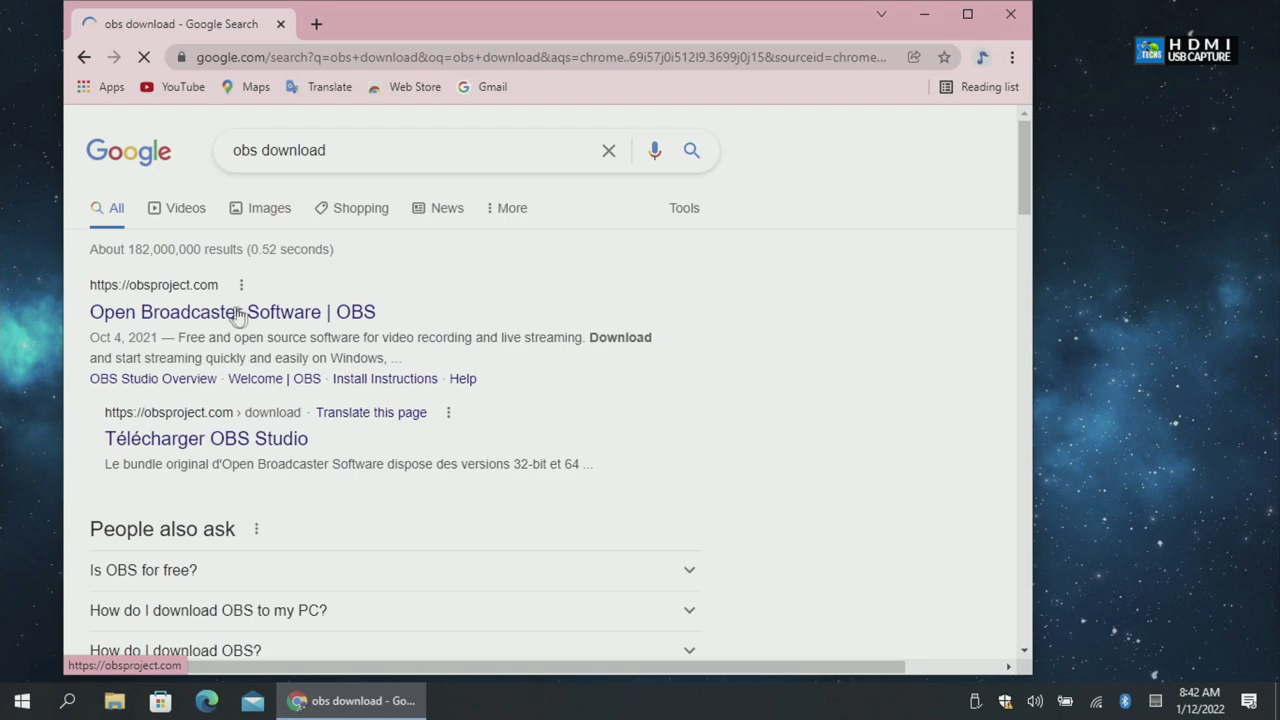 obs download - Google Search
google.com/search?q=obs+download&oq=obs+download&aqs=chrome..69i57j0i512l9.3699j0j15&sourceid=chrome...
Apps YouTube Maps Translate Web Store Gmail Reading list
HDMI
USB CAPTURE
Google obs download
All Videos Images Shopping News More Tools
About 182,000,000 results (0.52 seconds)
https://obsproject.com
Open Broadcaster Software | OBS
Oct 4, 2021 — Free and open source software for video recording and live streaming. Download
and start streaming quickly and easily on Windows, ...
OBS Studio Overview · Welcome | OBS · Install Instructions · Help
https://obsproject.com › download · Translate this page
Télécharger OBS Studio
Le bundle original d'Open Broadcaster Software dispose des versions 32-bit et 64 ...
People also ask
Is OBS for free?
How do I download OBS to my PC?
How do I download OBS?
https://obsproject.com
obs download - Go...
8:42 AM
1/12/2022